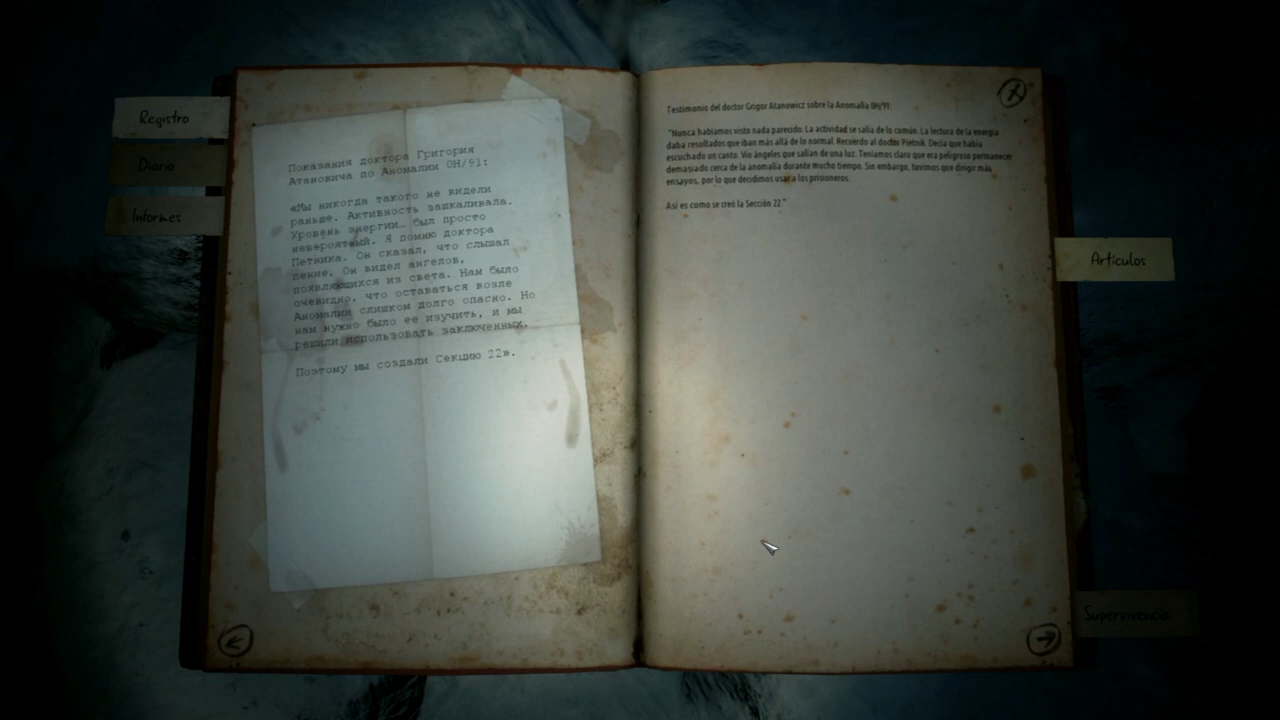 Registro
Diario
Informes
Показания доктора Григория
Атановича по Аномалии ОН/91:
«Мы никогда такого не видели
раньше. Активность зашкаливала.
Уровень энергии… был просто
невероятный. Я помню доктора
Петника. Он сказал, что слышал
пение. Он видел ангелов,
появляющихся из света. Нам было
очевидно, что оставаться возле
Аномалии слишком долго опасно. Но
нам нужно было ее изучить, и мы
решили использовать заключенных.
Поэтому мы создали Секцию 22».
Testimonio del doctor Grigor Atanowicz sobre la Anomalía 0H/91:
"Nunca habíamos visto nada parecido. La actividad se salía de lo común. La lectura de la energía
daba resultados que iban más allá de lo normal. Recuerdo al doctor Pietnik. Decía que había
escuchado un canto. Vio ángeles que salían de una luz. Teníamos claro que era peligroso permanecer
demasiado cerca de la anomalía durante mucho tiempo. Sin embargo, tuvimos que dirigir más
ensayos, por lo que decidimos usar a los prisioneros.
Así es como se creó la Sección 22."
Artículos
Supervivencia